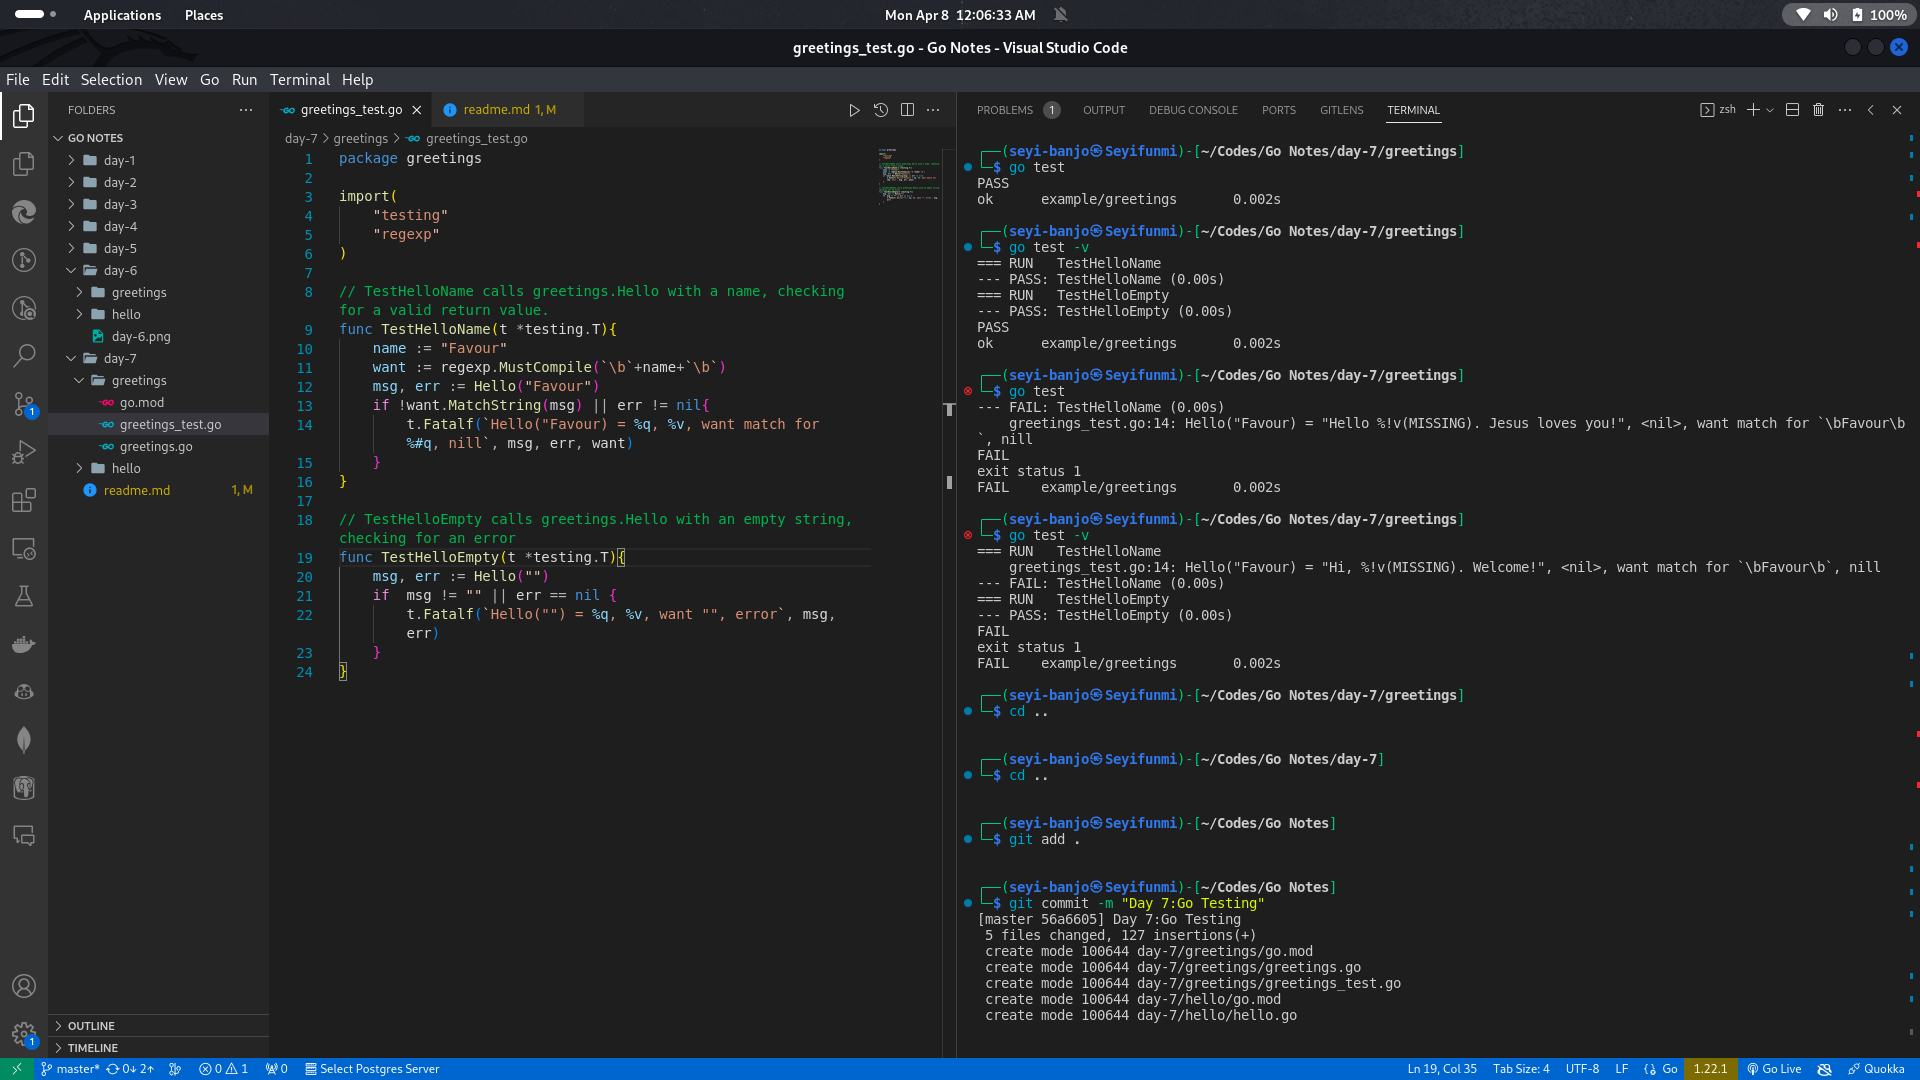 Applications Places
Mon Apr 8 12:06:33 AM
100%
greetings_test.go - Go Notes - Visual Studio Code
File Edit Selection View Go Run Terminal Help
FOLDERS
GO NOTES
day-1
day-2
day-3
day-4
day-5
day-6
greetings
hello
day-6.png
day-7
greetings
go.mod
greetings_test.go
greetings.go
hello
readme.md 1, M
OUTLINE
TIMELINE
greetings_test.go readme.md 1, M
day-7 > greetings > greetings_test.go
1 package greetings
2
3 import(
4 "testing"
5 "regexp"
6 )
7
8 // TestHelloName calls greetings.Hello with a name, checking
for a valid return value.
9 func TestHelloName(t *testing.T){
10 name := "Favour"
11 want := regexp.MustCompile(`\b`+name+`\b`)
12 msg, err := Hello("Favour")
13 if !want.MatchString(msg) || err != nil{
14 t.Fatalf(`Hello("Favour) = %q, %v, want match for
%#q, nill`, msg, err, want)
15 }
16 }
17
18 // TestHelloEmpty calls greetings.Hello with an empty string,
checking for an error
19 func TestHelloEmpty(t *testing.T){
20 msg, err := Hello("")
21 if  msg != "" || err == nil {
22 t.Fatalf(`Hello("") = %q, %v, want "", error`, msg,
err)
23 }
24 }
PROBLEMS 1 OUTPUT DEBUG CONSOLE PORTS GITLENS TERMINAL zsh
┌──(seyi-banjo㉿Seyifunmi)-[~/Codes/Go Notes/day-7/greetings]
└─$ go test
PASS
ok example/greetings 0.002s
┌──(seyi-banjo㉿Seyifunmi)-[~/Codes/Go Notes/day-7/greetings]
└─$ go test -v
=== RUN TestHelloName
--- PASS: TestHelloName (0.00s)
=== RUN TestHelloEmpty
--- PASS: TestHelloEmpty (0.00s)
PASS
ok example/greetings 0.002s
┌──(seyi-banjo㉿Seyifunmi)-[~/Codes/Go Notes/day-7/greetings]
└─$ go test
--- FAIL: TestHelloName (0.00s)
greetings_test.go:14: Hello("Favour) = "Hello %!v(MISSING). Jesus loves you!", <nil>, want match for `\bFavour\b
`, nill
FAIL
exit status 1
FAIL example/greetings 0.002s
┌──(seyi-banjo㉿Seyifunmi)-[~/Codes/Go Notes/day-7/greetings]
└─$ go test -v
=== RUN TestHelloName
greetings_test.go:14: Hello("Favour) = "Hi, %!v(MISSING). Welcome!", <nil>, want match for `\bFavour\b`, nill
--- FAIL: TestHelloName (0.00s)
=== RUN TestHelloEmpty
--- PASS: TestHelloEmpty (0.00s)
FAIL
exit status 1
FAIL example/greetings 0.002s
┌──(seyi-banjo㉿Seyifunmi)-[~/Codes/Go Notes/day-7/greetings]
└─$ cd ..
┌──(seyi-banjo㉿Seyifunmi)-[~/Codes/Go Notes/day-7]
└─$ cd ..
┌──(seyi-banjo㉿Seyifunmi)-[~/Codes/Go Notes]
└─$ git add .
┌──(seyi-banjo㉿Seyifunmi)-[~/Codes/Go Notes]
└─$ git commit -m "Day 7:Go Testing"
[master 56a6605] Day 7:Go Testing
5 files changed, 127 insertions(+)
create mode 100644 day-7/greetings/go.mod
create mode 100644 day-7/greetings/greetings.go
create mode 100644 day-7/greetings/greetings_test.go
create mode 100644 day-7/hello/go.mod
create mode 100644 day-7/hello/hello.go
1
1
master* 0↓ 2↑ 0 1 0 Select Postgres Server Ln 19, Col 35 Tab Size: 4 UTF-8 LF Go 1.22.1 Go Live Quokka